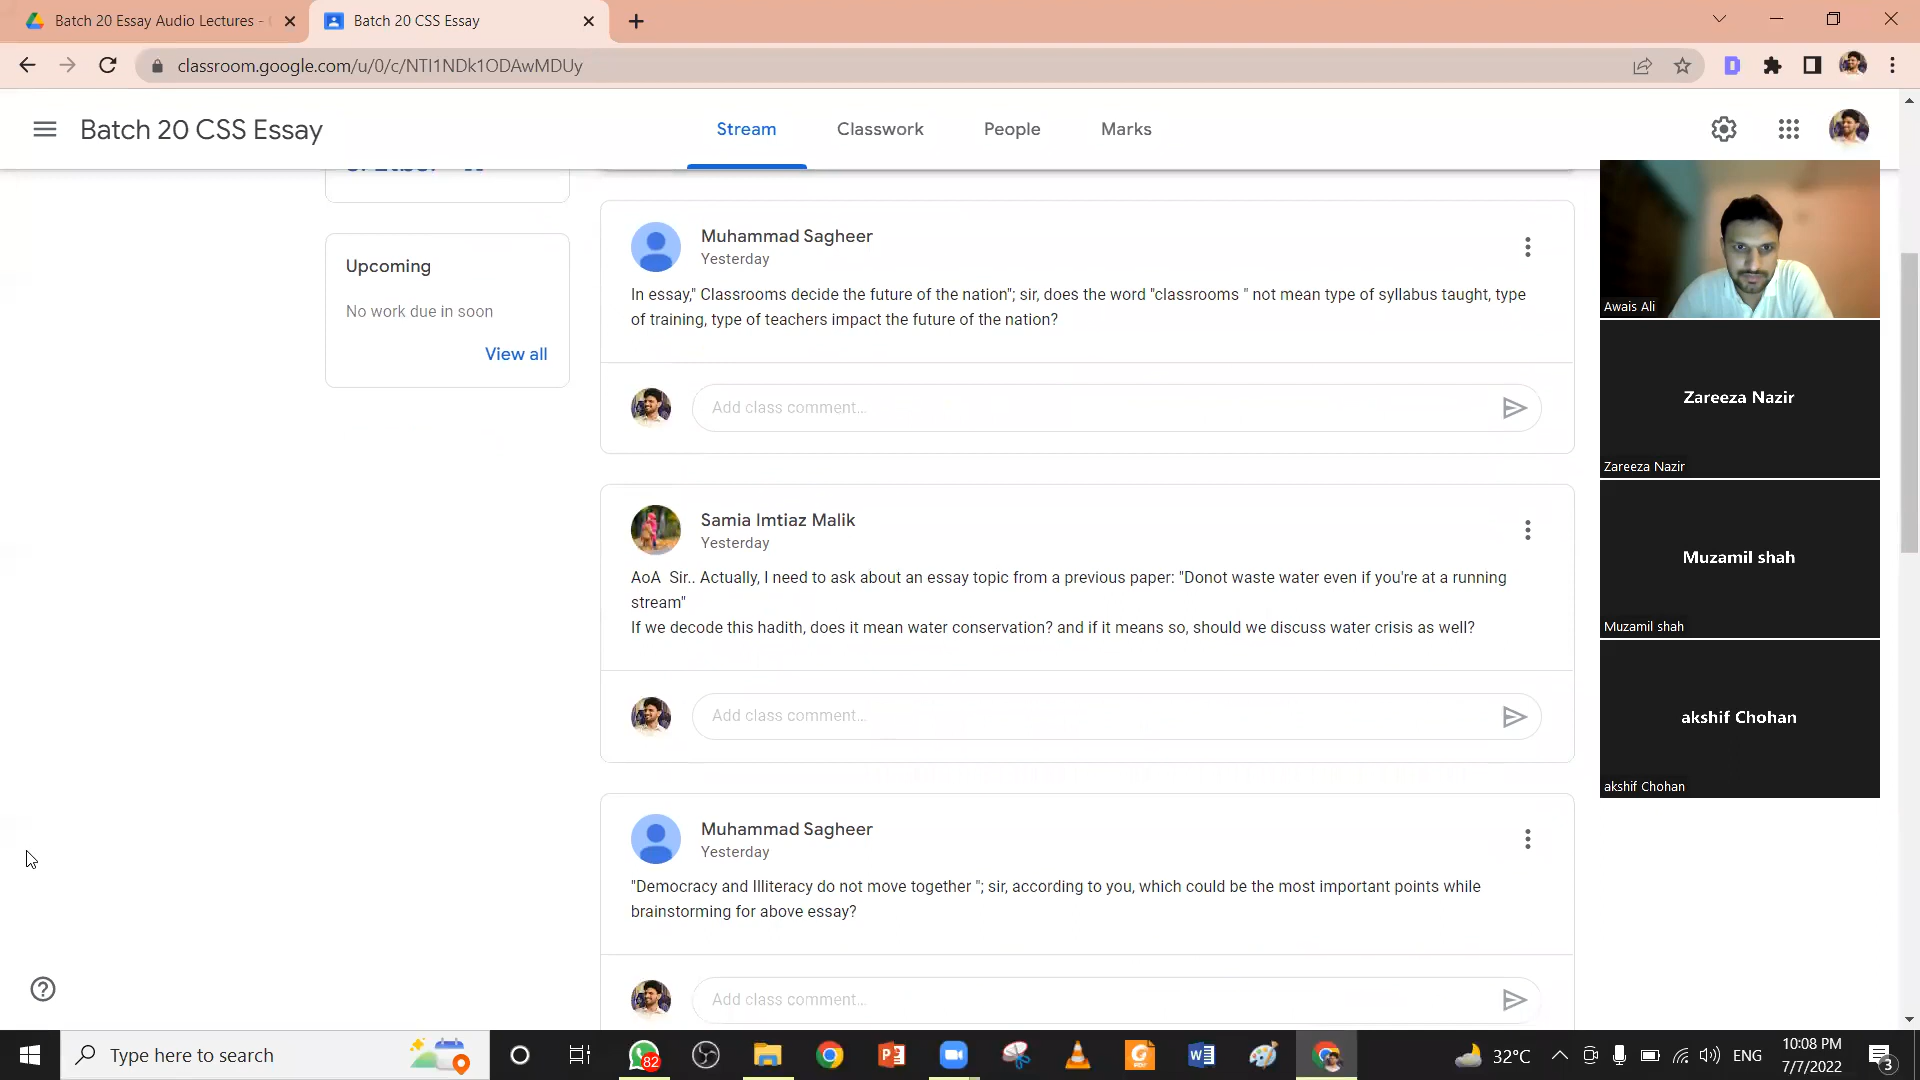 Batch 20 Essay Audio Lectures -
Batch 20 CSS Essay
classroom.google.com/u/0/c/NTI1NDk1ODAwMDUy
Batch 20 CSS Essay
Stream
Classwork
People
Marks
Upcoming
No work due in soon
View all
Muhammad Sagheer
Yesterday
In essay," Classrooms decide the future of the nation"; sir, does the word "classrooms " not mean type of syllabus taught, type
of training, type of teachers impact the future of the nation?
Add class comment...
Samia Imtiaz Malik
Yesterday
AoA  Sir.. Actually, I need to ask about an essay topic from a previous paper: "Donot waste water even if you're at a running
stream"
If we decode this hadith, does it mean water conservation? and if it means so, should we discuss water crisis as well?
Add class comment...
Muhammad Sagheer
Yesterday
"Democracy and Illiteracy do not move together "; sir, according to you, which could be the most important points while
brainstorming for above essay?
Add class comment...
Awais Ali
Zareeza Nazir
Zareeza Nazir
Muzamil shah
Muzamil shah
akshif Chohan
akshif Chohan
Type here to search
82
32°C
ENG
10:08 PM
7/7/2022
3